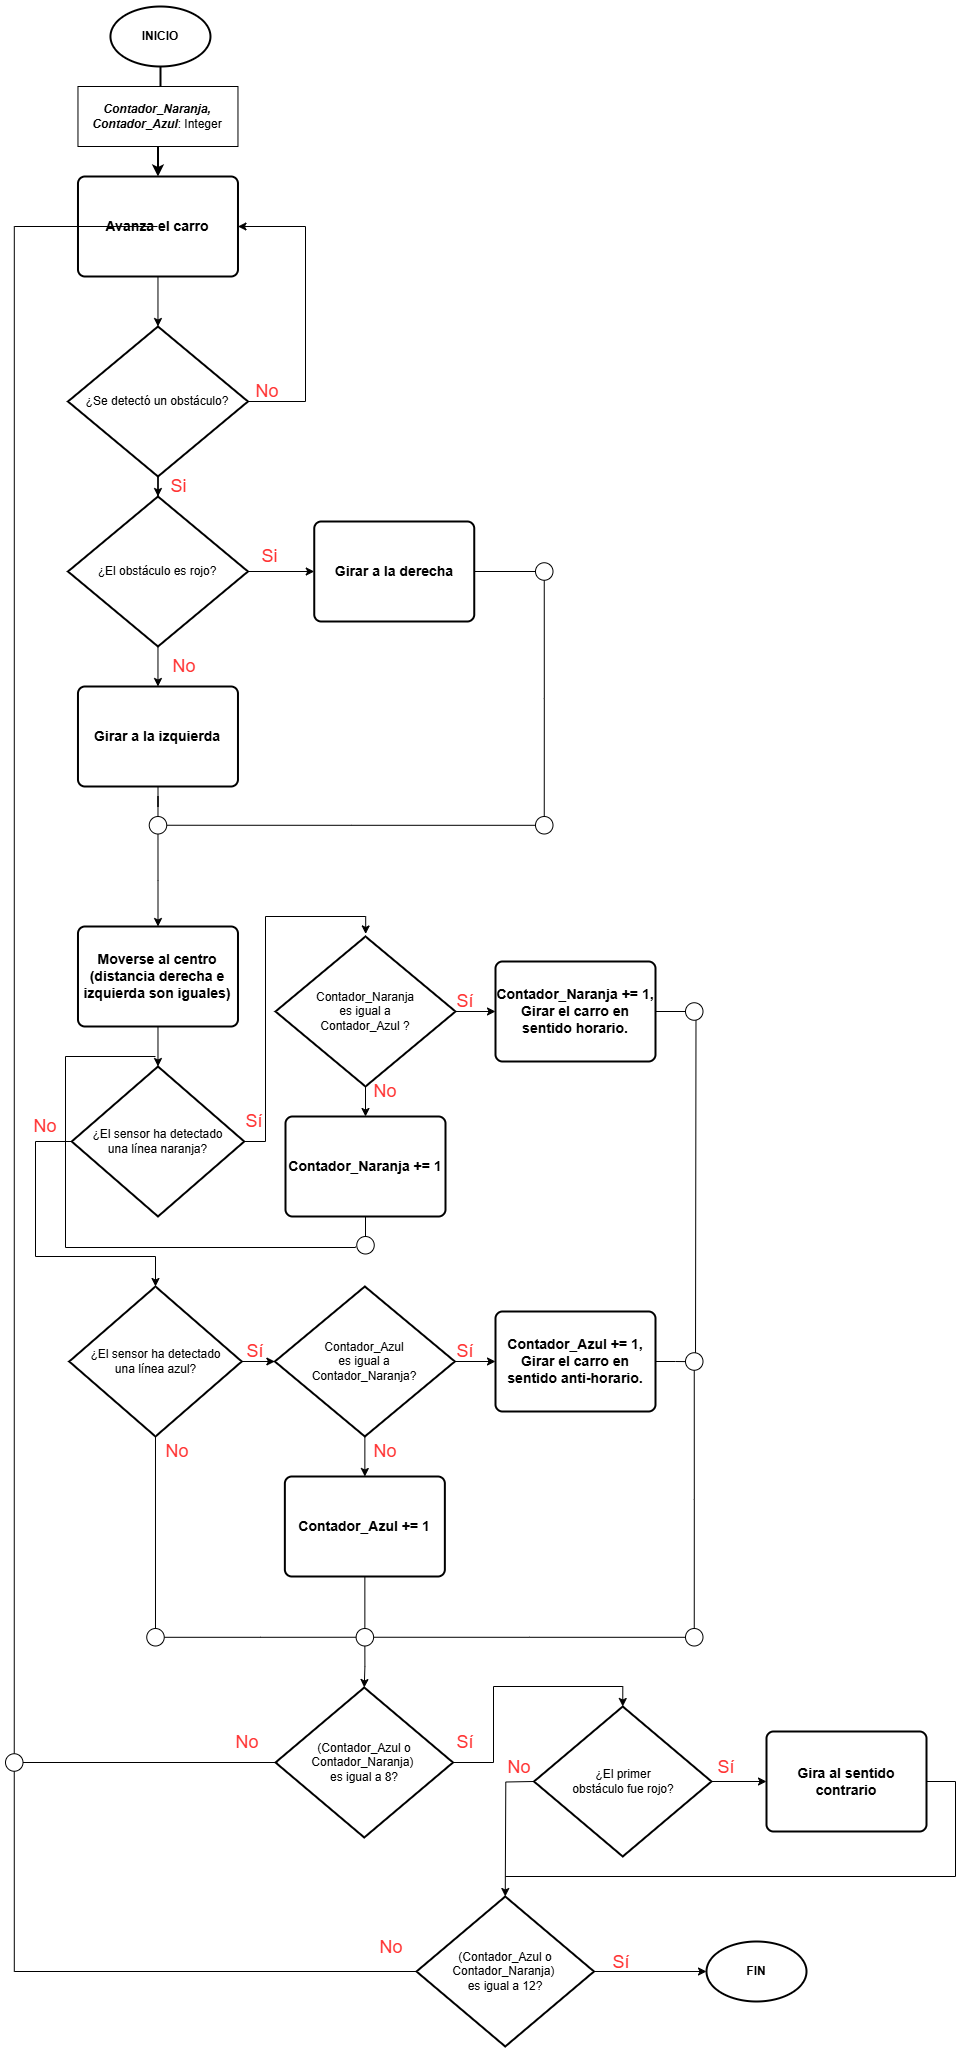 INICIO
Contador_Naranja,
Contador_Azul: Integer
Avanza el carro
¿Se detectó un obstáculo?
No
Si
¿El obstáculo es rojo?
Si
Girar a la derecha
No
Girar a la izquierda
Moverse al centro
(distancia derecha e
izquierda son iguales)
Contador_Naranja
es igual a
Contador_Azul ?
Sí
Contador_Naranja += 1,
Girar el carro en
sentido horario.
No
¿El sensor ha detectado
una línea naranja?
Sí
No
Contador_Naranja += 1
¿El sensor ha detectado
una línea azul?
Sí
Contador_Azul
es igual a
Contador_Naranja?
Sí
Contador_Azul += 1,
Girar el carro en
sentido anti-horario.
No
No
Contador_Azul += 1
(Contador_Azul o
Contador_Naranja)
es igual a 8?
No
Sí
¿El primer
obstáculo fue rojo?
No
Sí
Gira al sentido
contrario
(Contador_Azul o
Contador_Naranja)
es igual a 12?
No
Sí
FIN